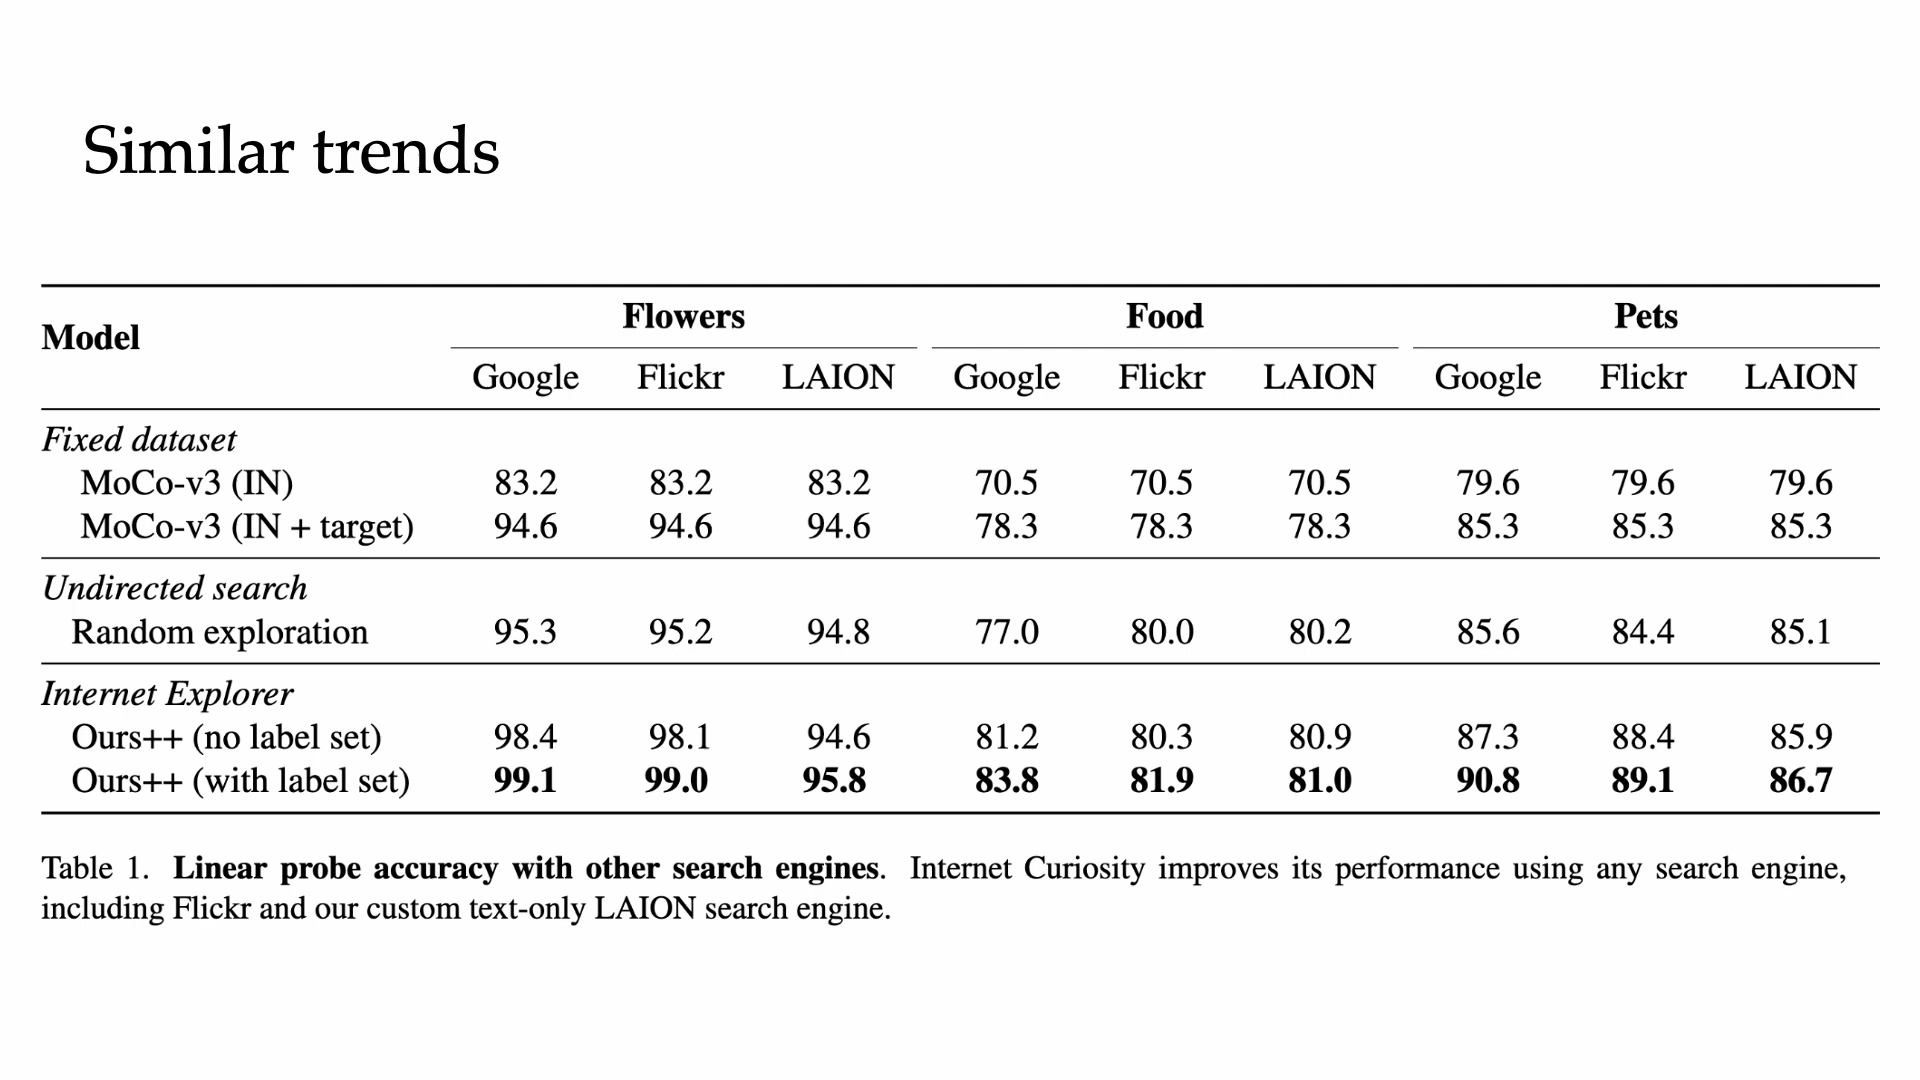 Similar trends
Model Flowers Food Pets
Google Flickr LAION Google Flickr LAION Google Flickr LAION
Fixed dataset
MoCo-v3 (IN) 83.2 83.2 83.2 70.5 70.5 70.5 79.6 79.6 79.6
MoCo-v3 (IN + target) 94.6 94.6 94.6 78.3 78.3 78.3 85.3 85.3 85.3
Undirected search
Random exploration 95.3 95.2 94.8 77.0 80.0 80.2 85.6 84.4 85.1
Internet Explorer
Ours++ (no label set) 98.4 98.1 94.6 81.2 80.3 80.9 87.3 88.4 85.9
Ours++ (with label set) 99.1 99.0 95.8 83.8 81.9 81.0 90.8 89.1 86.7
Table 1. Linear probe accuracy with other search engines. Internet Curiosity improves its performance using any search engine,
including Flickr and our custom text-only LAION search engine.